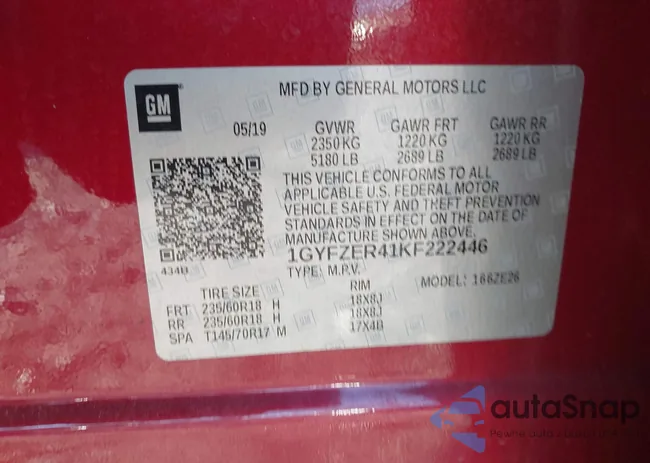 GM
MFD BY GENERAL MOTORS LLC
05/19 GVWR GAWR FRT GAWR RR
2350 KG 1220 KG 1220 KG
5180 LB 2689 LB 2689 LB
THIS VEHICLE CONFORMS TO ALL
APPLICABLE U.S. FEDERAL MOTOR
VEHICLE SAFETY AND THEFT PREVENTION
STANDARDS IN EFFECT ON THE DATE OF
MANUFACTURE SHOWN ABOVE.
434B
1GYFZER41KF222446
TYPE: M.P.V. MODEL: 166ZE26
TIRE SIZE RIM
FRT 235/60R18 H 18X8J
RR 235/60R18 H 18X8J
SPA T145/70R17 M 17X4B
autoSnap
Pewne auto